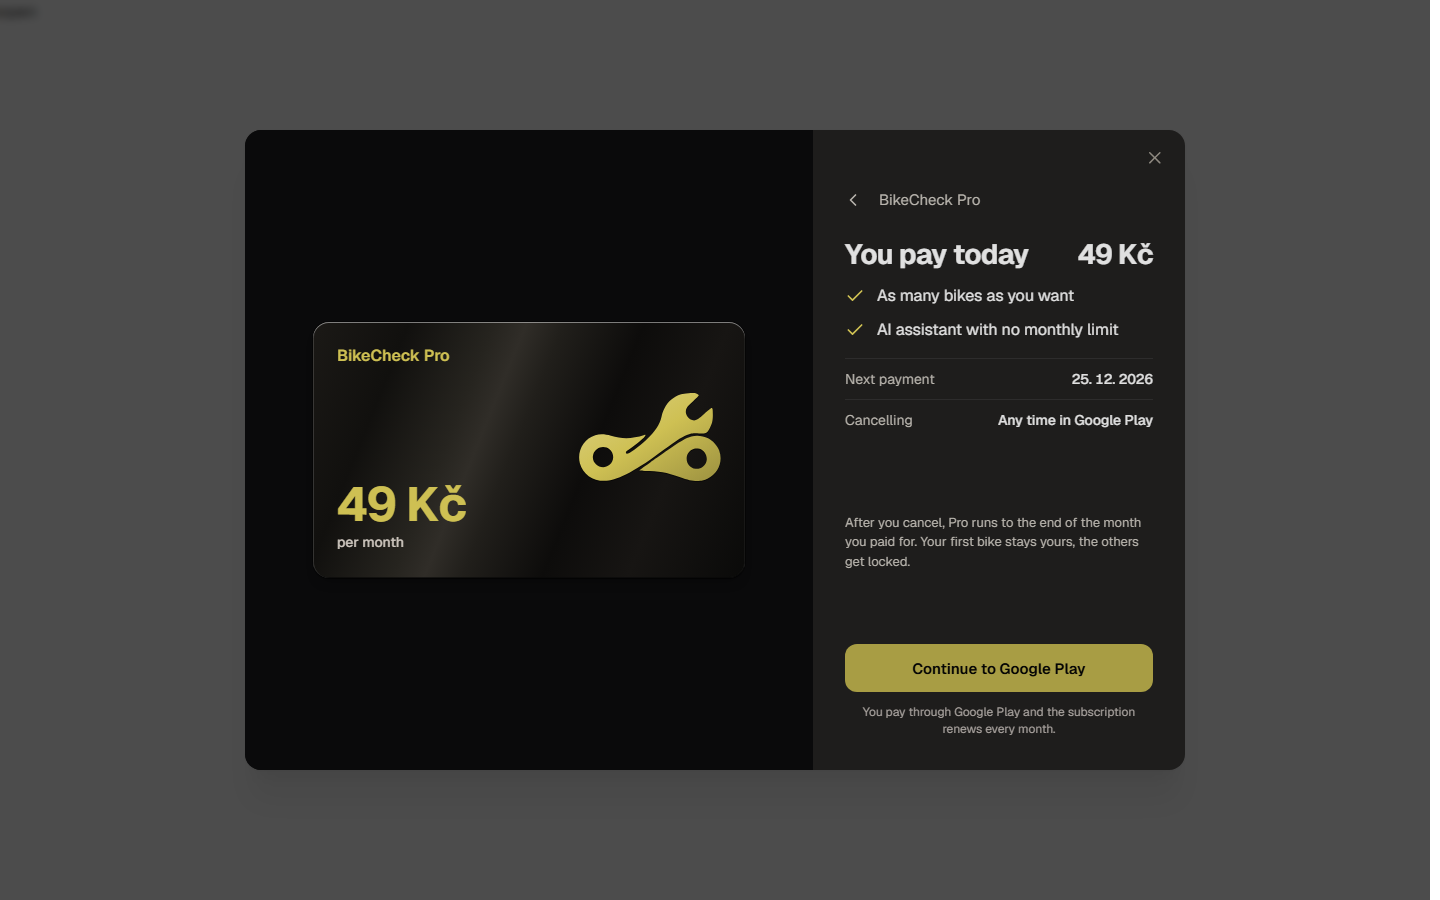 BikeCheck Pro
49 Kč
per month
BikeCheck Pro
You pay today 49 Kč
As many bikes as you want
AI assistant with no monthly limit
Next payment 25. 12. 2026
Cancelling Any time in Google Play
After you cancel, Pro runs to the end of the month
you paid for. Your first bike stays yours, the others
get locked.
Continue to Google Play
You pay through Google Play and the subscription
renews every month.